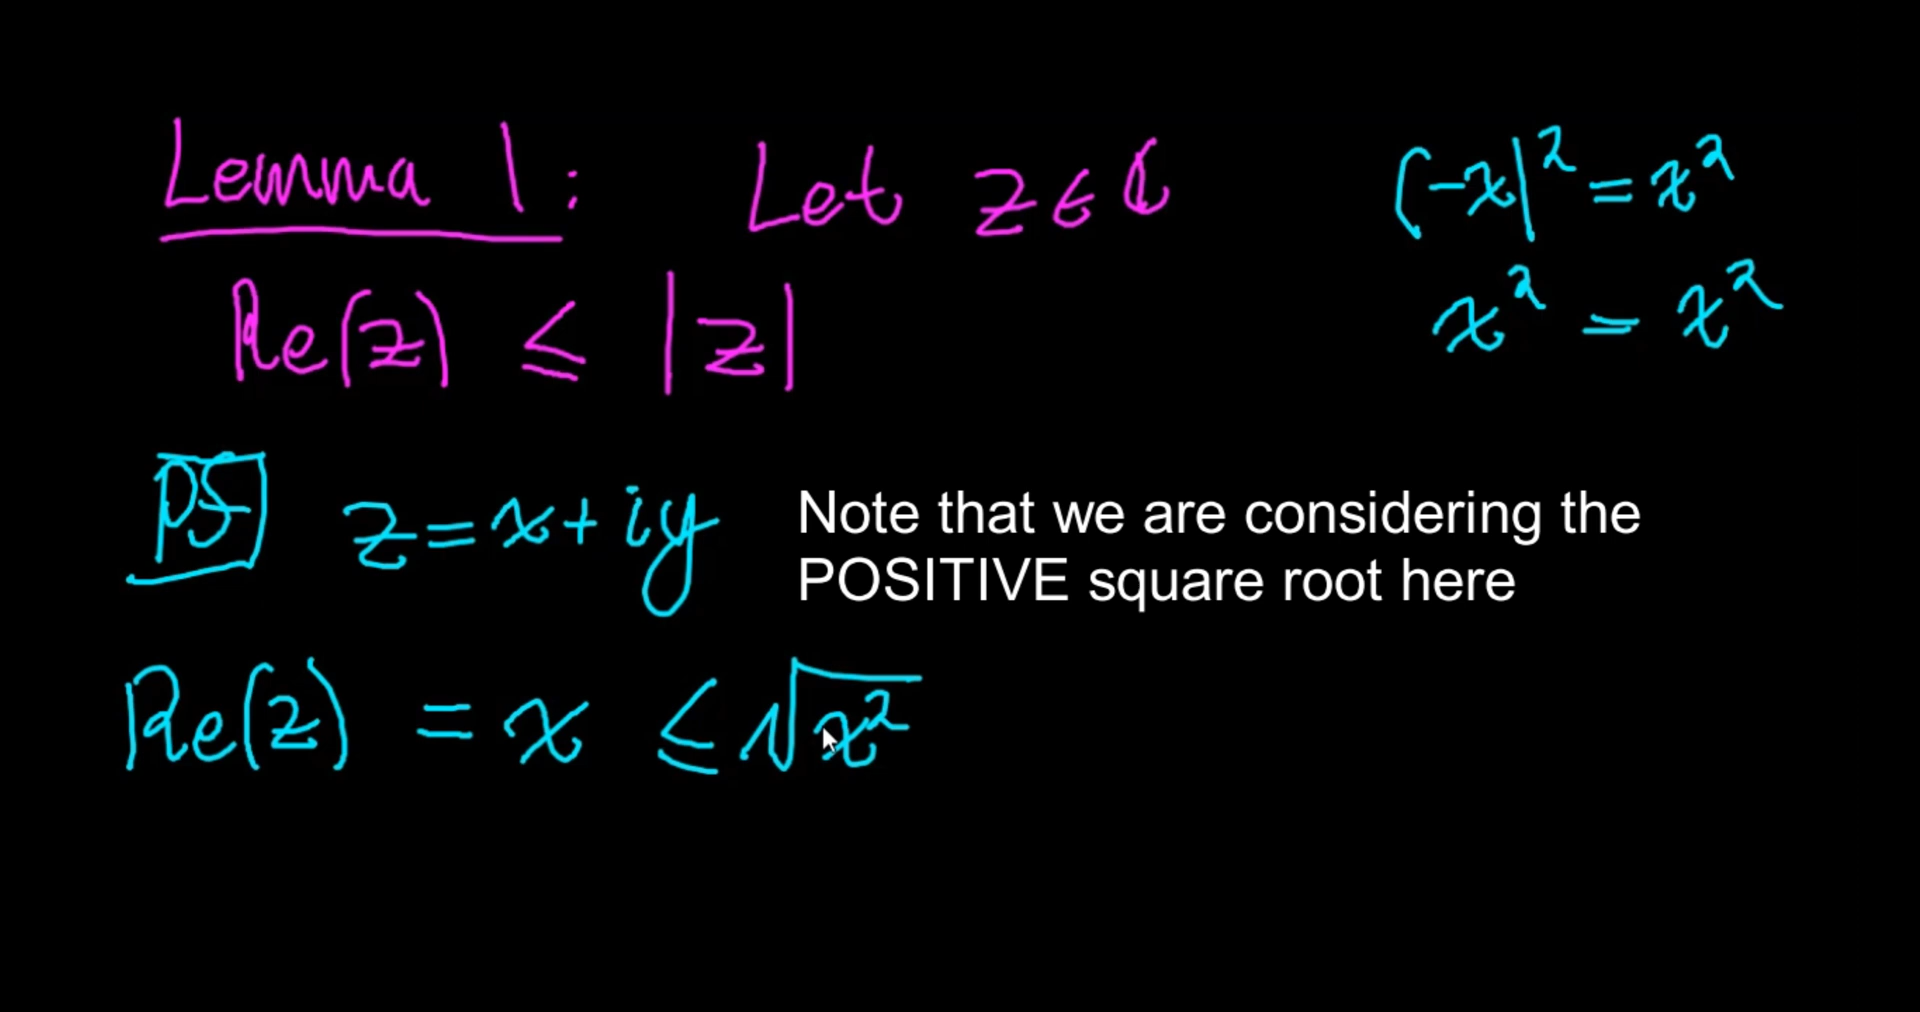 Lemma 1: Let z ∈ ℂ
Re(z) ≤ |z|
(-x)² = x²
x² = x²
Pf z = x + iy
Note that we are considering the
POSITIVE square root here
Re(z) = x ≤ √x²